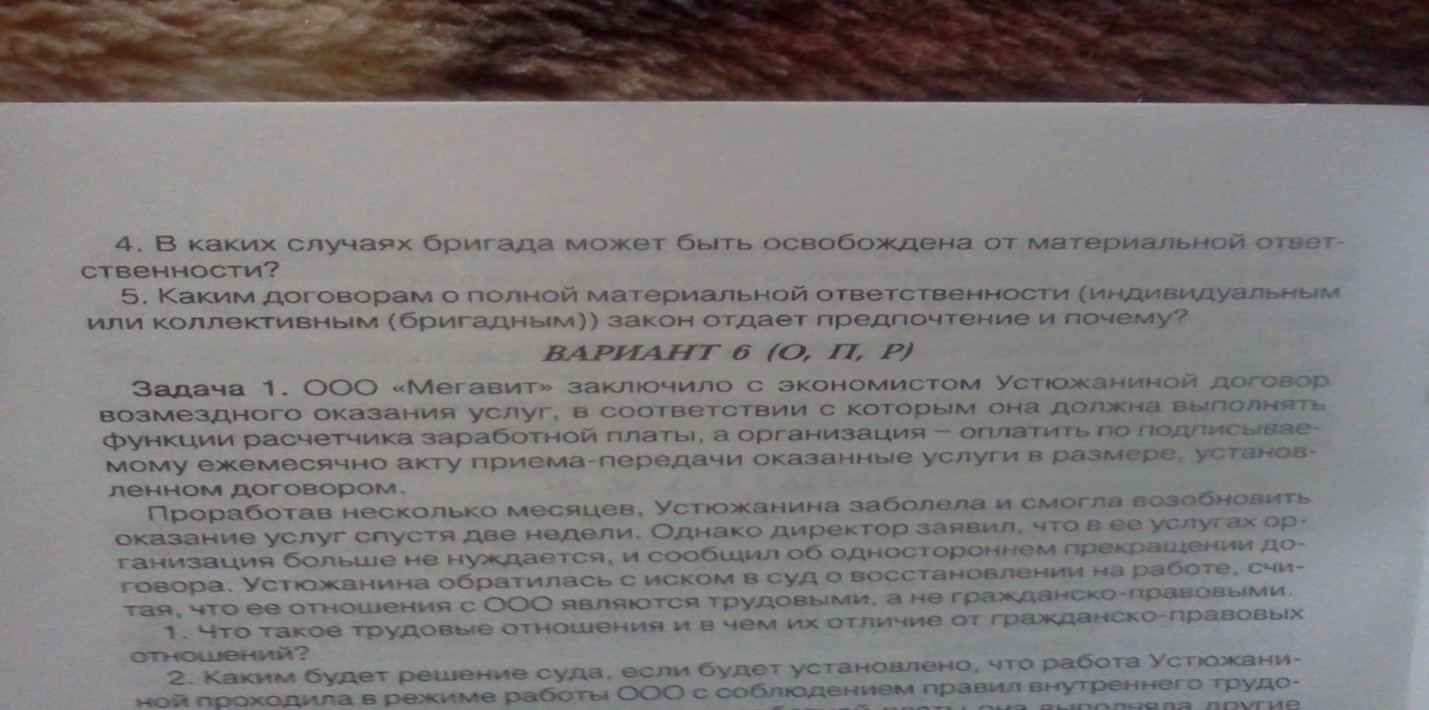 4. В каких случаях бригада может быть освобождена от материальной ответ-
ственности?
5. Каким договорам о полной материальной ответственности (индивидуальным
или коллективным (бригадным)) закон отдает предпочтение и почему?
ВАРИАНТ 6 (О, П, Р)
Задача 1. ООО «Мегавит» заключило с экономистом Устюжаниной договор
возмездного оказания услуг, в соответствии с которым она должна выполнять
функции расчетчика заработной платы, а организация – оплатить по подписывае-
мому ежемесячно акту приема-передачи оказанные услуги в размере, установ-
ленном договором.
Проработав несколько месяцев, Устюжанина заболела и смогла возобновить
оказание услуг спустя две недели. Однако директор заявил, что в ее услугах ор-
ганизация больше не нуждается, и сообщил об одностороннем прекращении до-
говора. Устюжанина обратилась с иском в суд о восстановлении на работе, счи-
тая, что ее отношения с ООО являются трудовыми, а не гражданско-правовыми.
1. Что такое трудовые отношения и в чем их отличие от гражданско-правовых
отношений?
2. Каким будет решение суда, если будет установлено, что работа Устюжани-
ной проходила в режиме работы ООО с соблюдением правил внутреннего трудо-
платы она выполняла другие